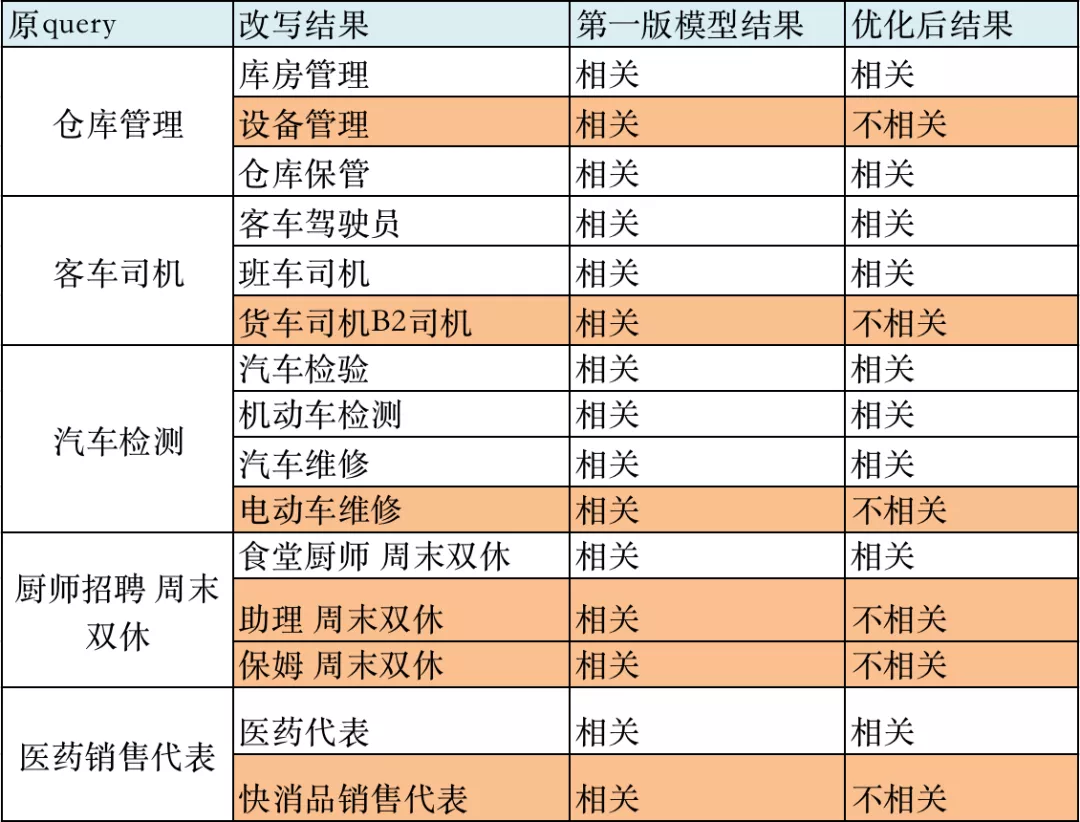 原query 改写结果 第一版模型结果 优化后结果
仓库管理 库房管理 相关 相关
设备管理 相关 不相关
仓库保管 相关 相关
客车司机 客车驾驶员 相关 相关
班车司机 相关 相关
货车司机B2司机 相关 不相关
汽车检测 汽车检验 相关 相关
机动车检测 相关 相关
汽车维修 相关 相关
电动车维修 相关 不相关
厨师招聘 周末
双休
食堂厨师 周末双休 相关 相关
助理 周末双休 相关 不相关
保姆 周末双休 相关 不相关
医药销售代表 医药代表 相关 相关
快消品销售代表 相关 不相关